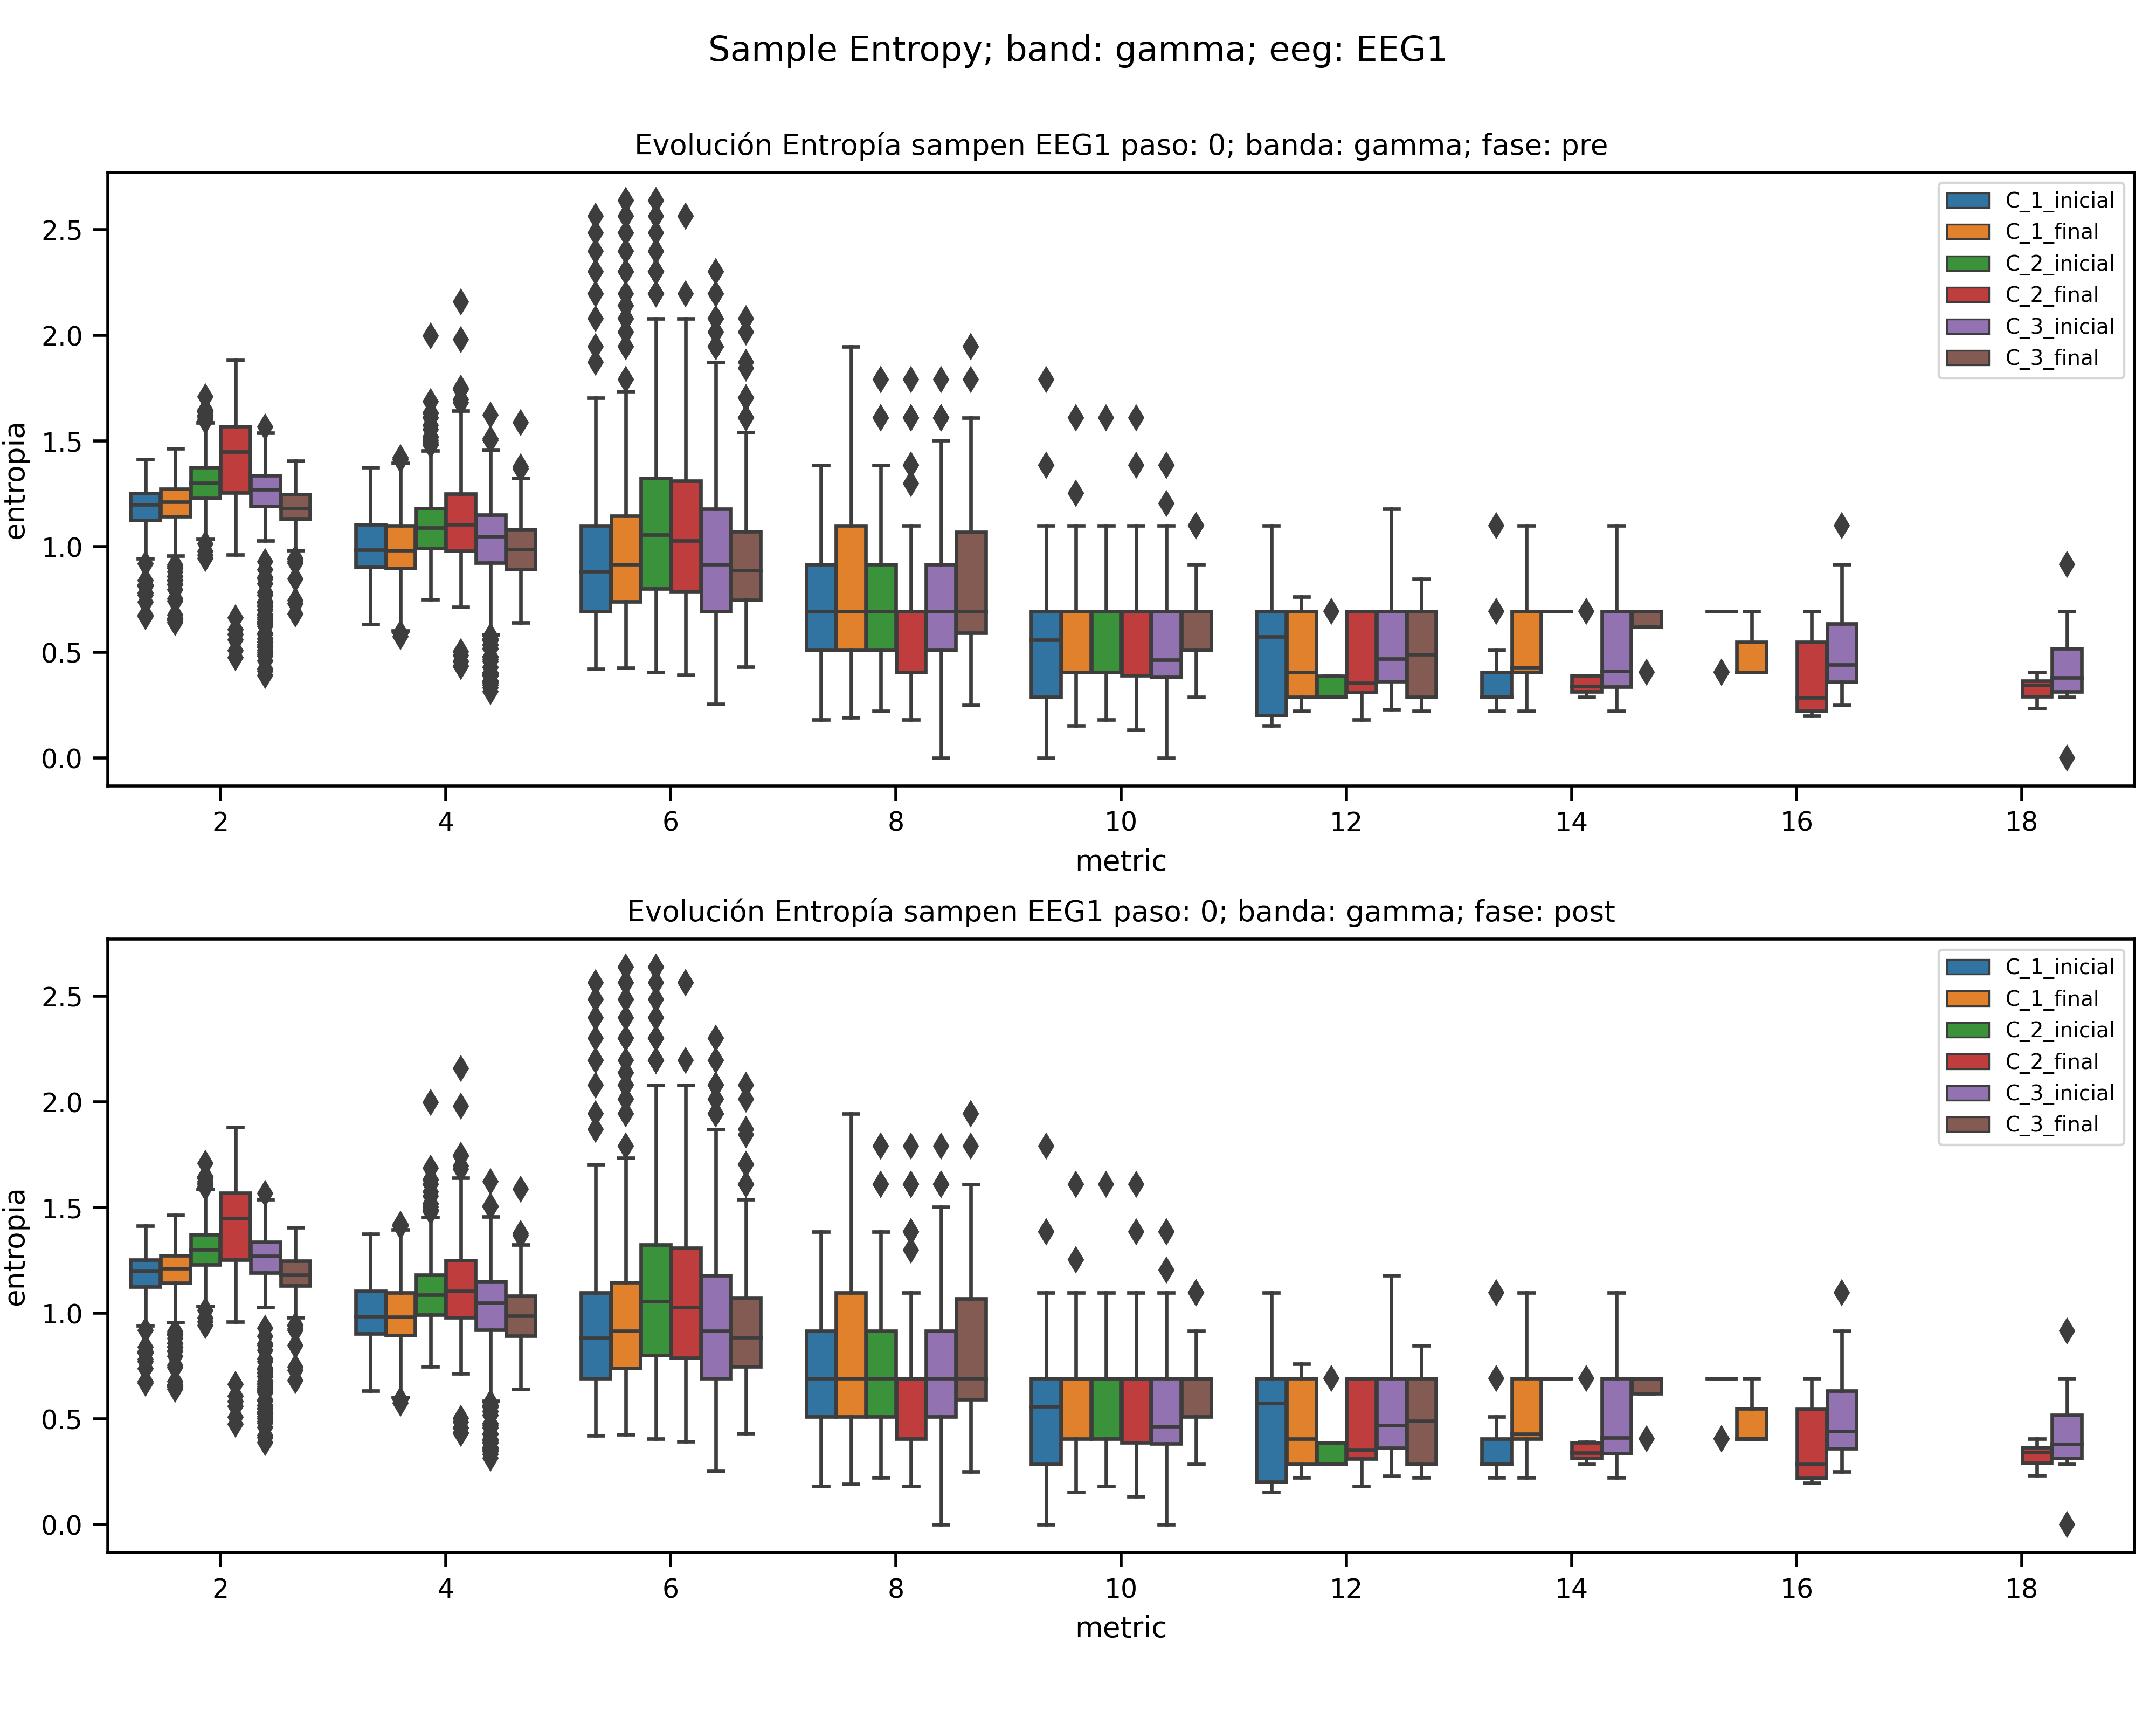 Sample Entropy; band: gamma; eeg: EEG1
Evolución Entropía sampen EEG1 paso: 0; banda: gamma; fase: pre
2.5
2.0
1.5
1.0
0.5
0.0
entropia
C_1_inicial
C_1_final
C_2_inicial
C_2_final
C_3_inicial
C_3_final
2 4 6 8 10 12 14 16 18
metric
Evolución Entropía sampen EEG1 paso: 0; banda: gamma; fase: post
2.5
2.0
1.5
1.0
0.5
0.0
entropia
C_1_inicial
C_1_final
C_2_inicial
C_2_final
C_3_inicial
C_3_final
2 4 6 8 10 12 14 16 18
metric